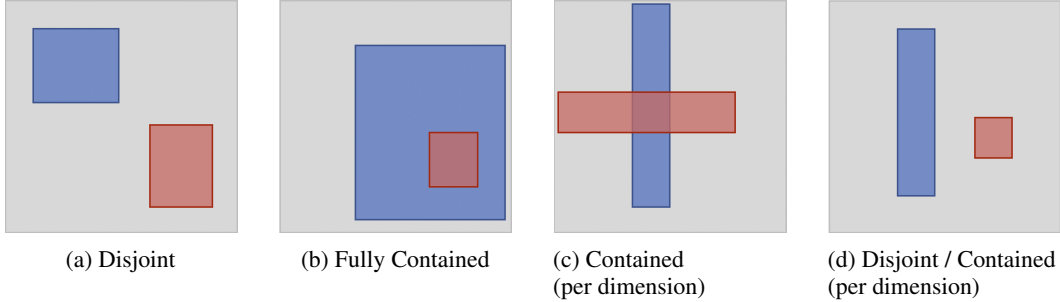 (a) Disjoint
(b) Fully Contained
(c) Contained
(per dimension)
(d) Disjoint / Contained
(per dimension)